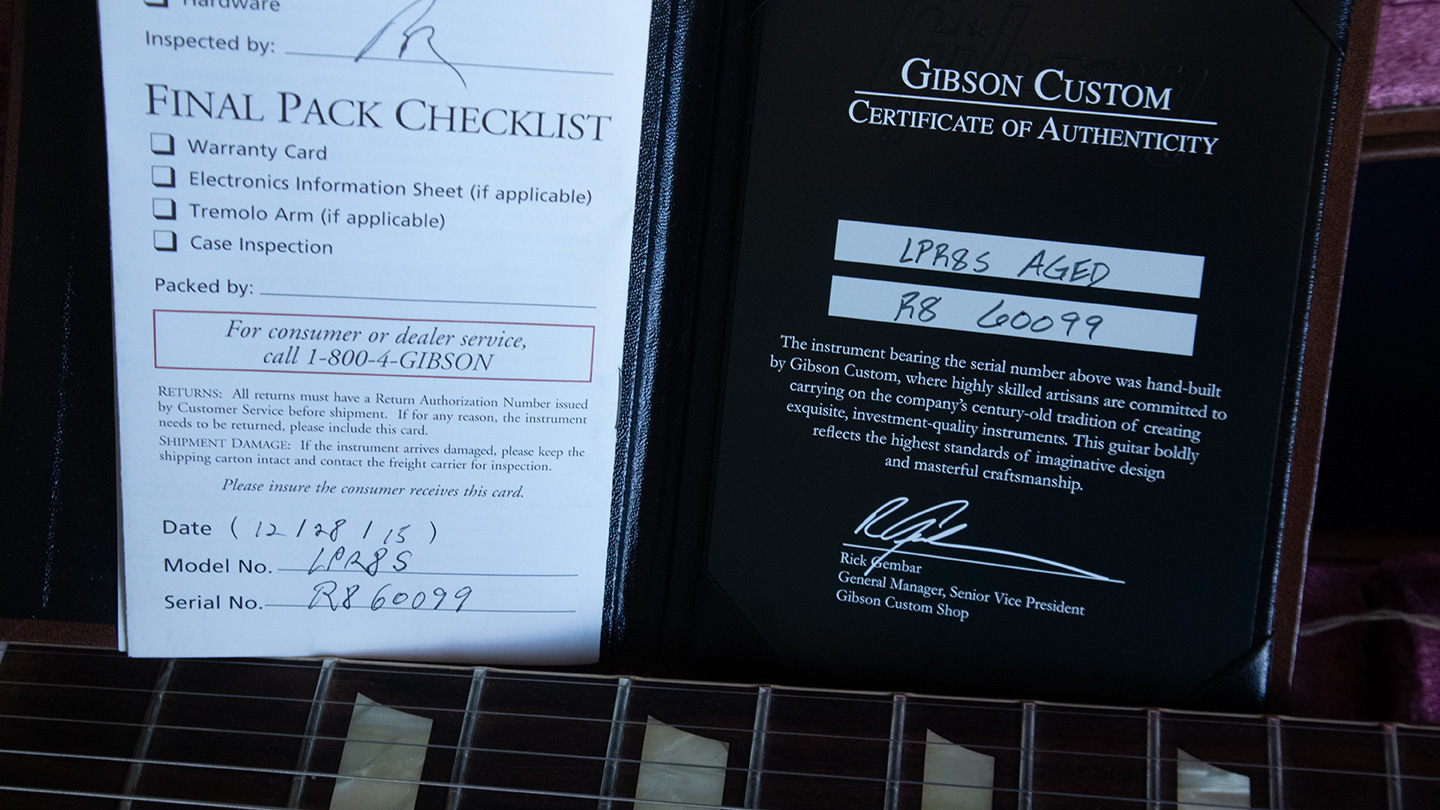 Hardware
Inspected by:
FINAL PACK CHECKLIST
Warranty Card
Electronics Information Sheet (if applicable)
Tremolo Arm (if applicable)
Case Inspection
Packed by:
For consumer or dealer service,
call 1-800-4-GIBSON
RETURNS: All returns must have a Return Authorization Number issued
by Customer Service before shipment. If for any reason, the instrument
needs to be returned, please include this card.
SHIPMENT DAMAGE: If the instrument arrives damaged, please keep the
shipping carton intact and contact the freight carrier for inspection.
Please insure the consumer receives this card.
Date ( 12 / 28 / 15 )
Model No. LPR8S
Serial No. R8 60099
Gibson
GIBSON CUSTOM
CERTIFICATE OF AUTHENTICITY
LPR8S AGED
R8 60099
The instrument bearing the serial number above was hand-built
by Gibson Custom, where highly skilled artisans are committed to
carrying on the company's century-old tradition of creating
exquisite, investment-quality instruments. This guitar boldly
reflects the highest standards of imaginative design
and masterful craftsmanship.
Rick Gembar
General Manager, Senior Vice President
Gibson Custom Shop